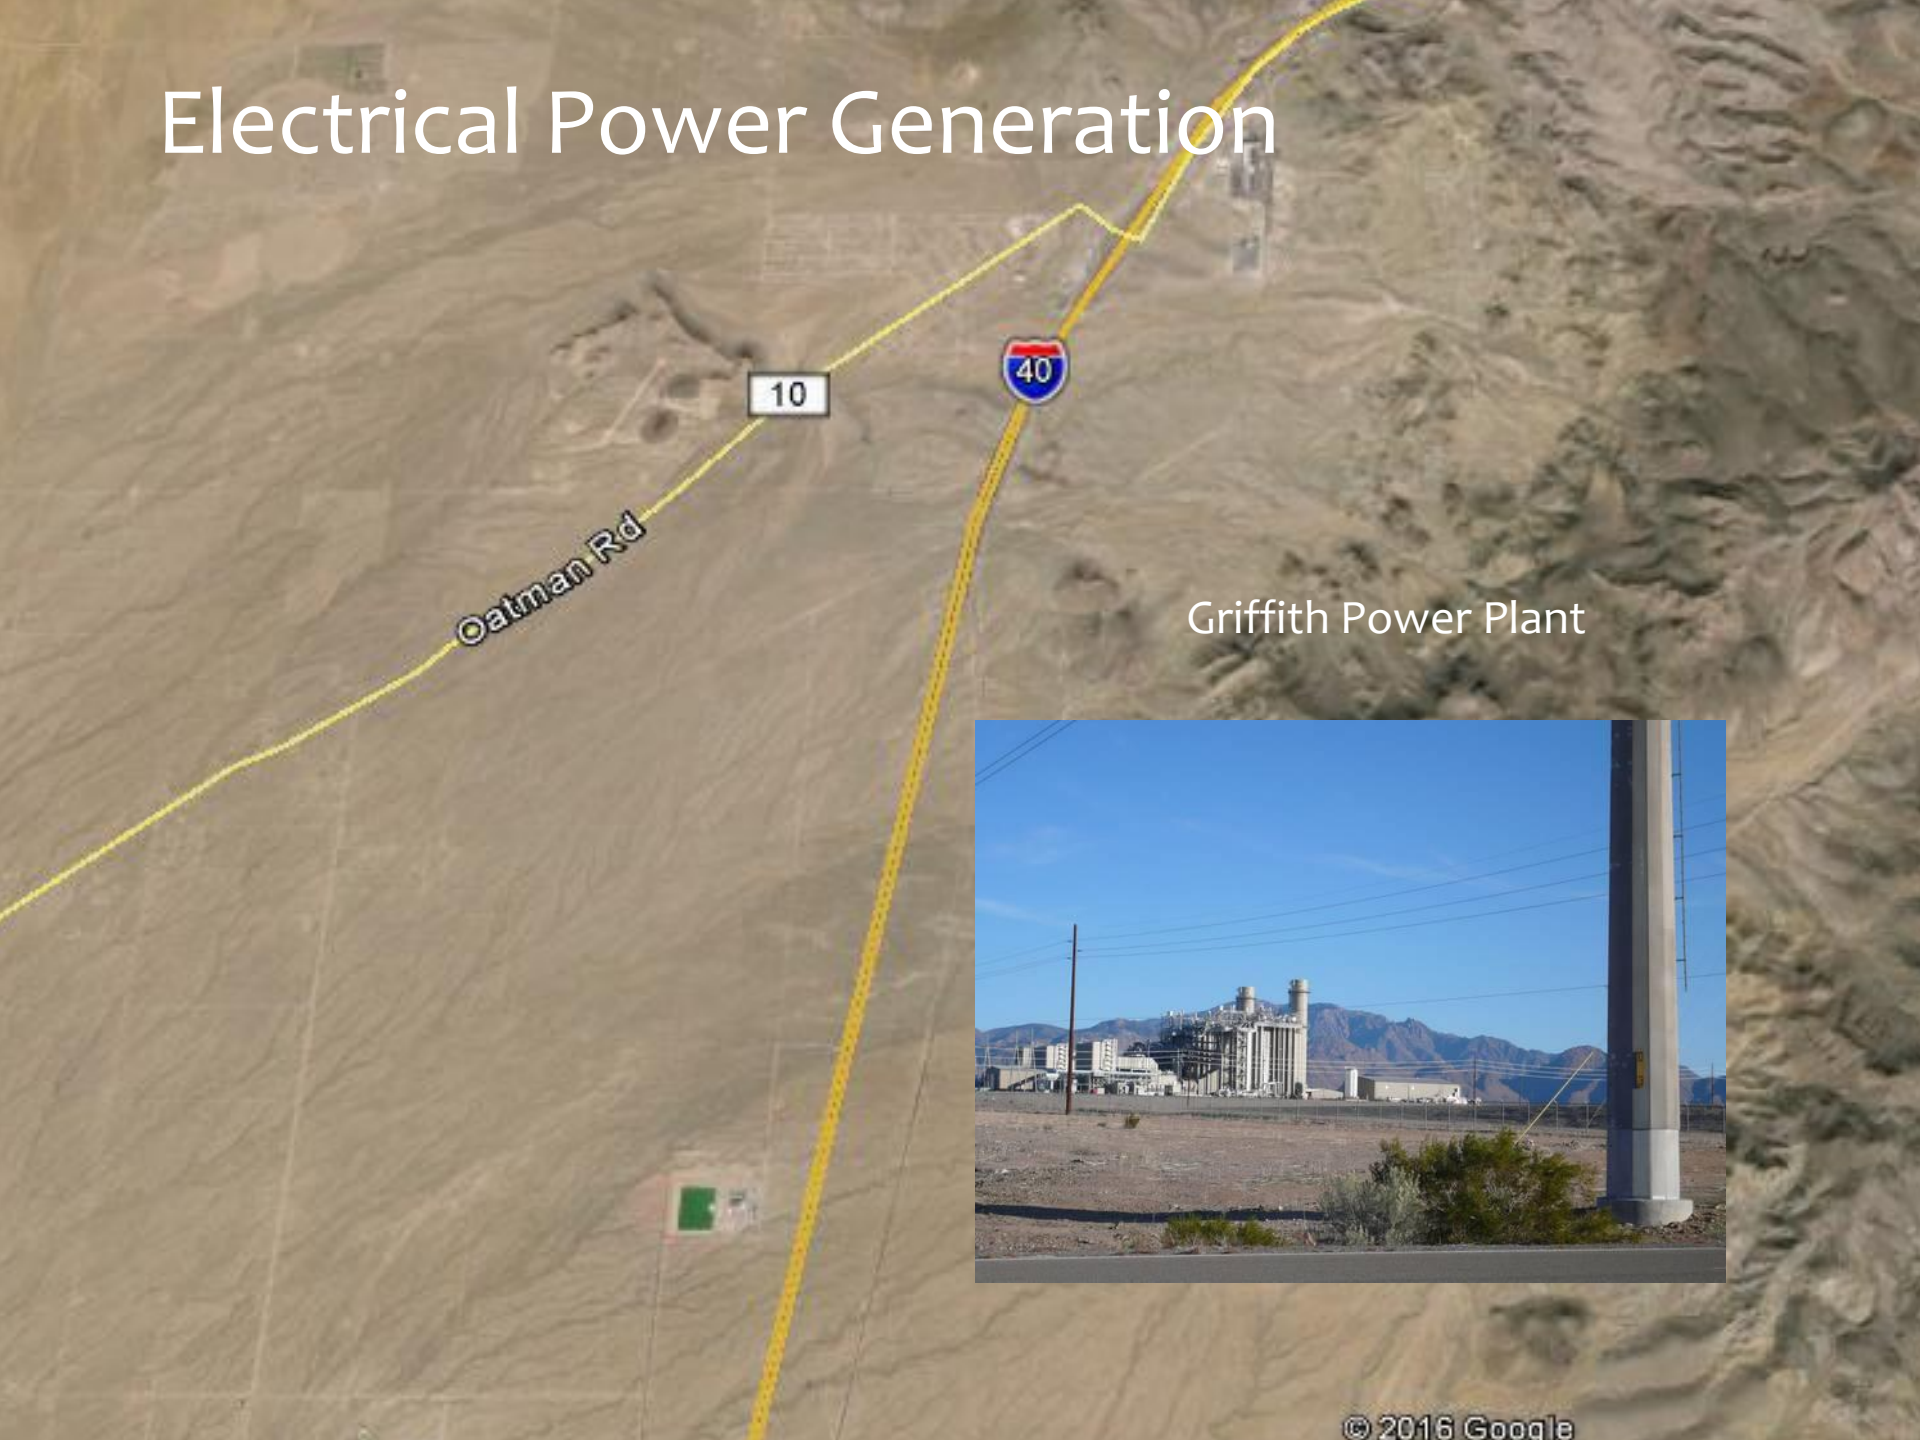 Electrical Power Generation
40
10
Oatman Rd
Griffith Power Plant
© 2016 Google